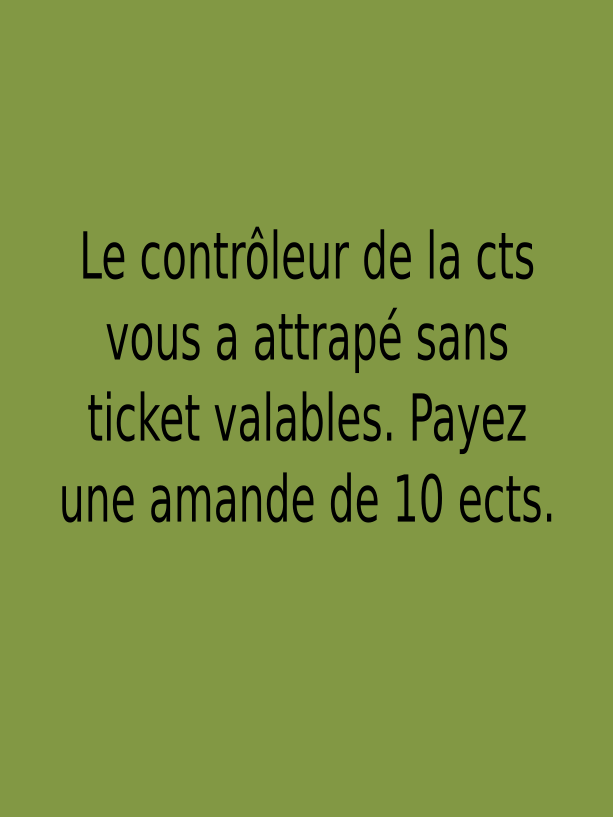 Le contrôleur de la cts
vous a attrapé sans
ticket valables. Payez
une amande de 10 ects.